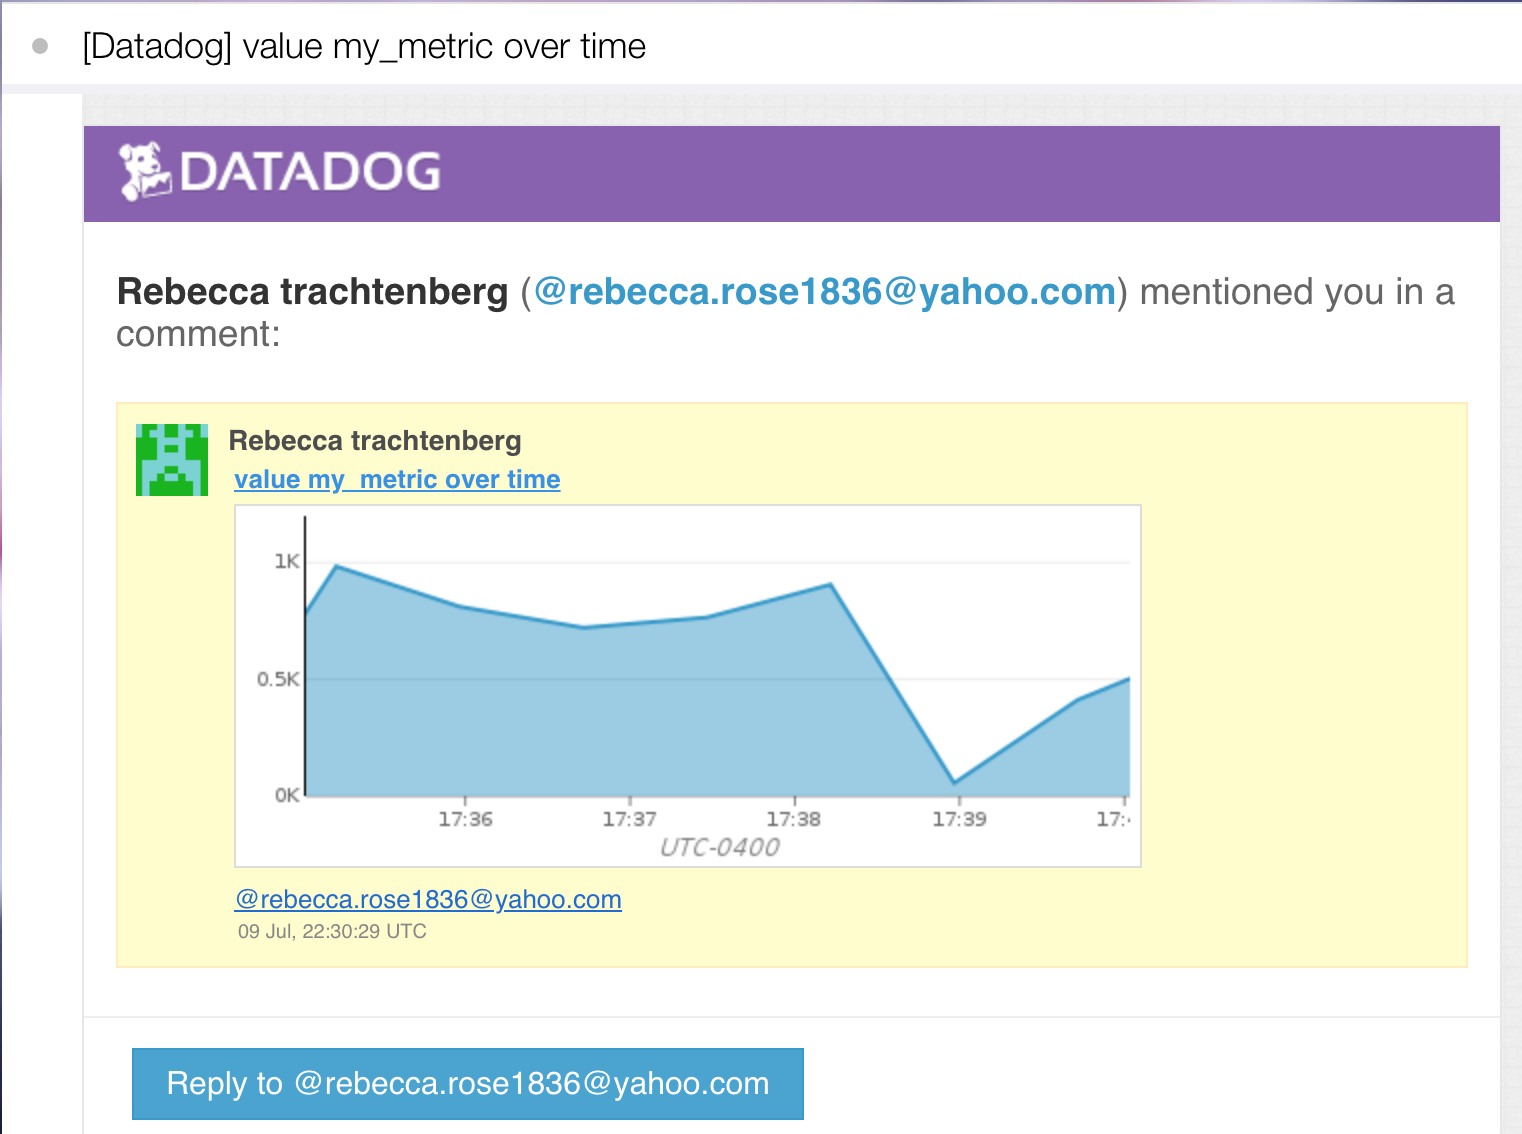 [Datadog] value my_metric over time
DATADOG
Rebecca trachtenberg (@rebecca.rose1836@yahoo.com) mentioned you in a
comment:
Rebecca trachtenberg
value my_metric over time
1K
0.5K
0K
17:36 17:37 17:38 17:39 17:
UTC-0400
@rebecca.rose1836@yahoo.com
09 Jul, 22:30:29 UTC
Reply to @rebecca.rose1836@yahoo.com